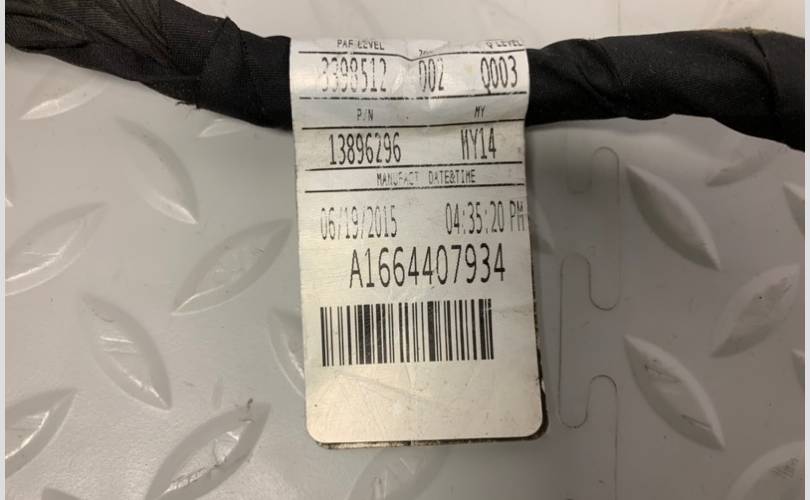 PAF LEVEL Q LEVEL
3398512 002 Q003
P/N MY
13896296 MY14
MANUFACT DATE&TIME
06/19/2015 04:35:20 PM
A1664407934